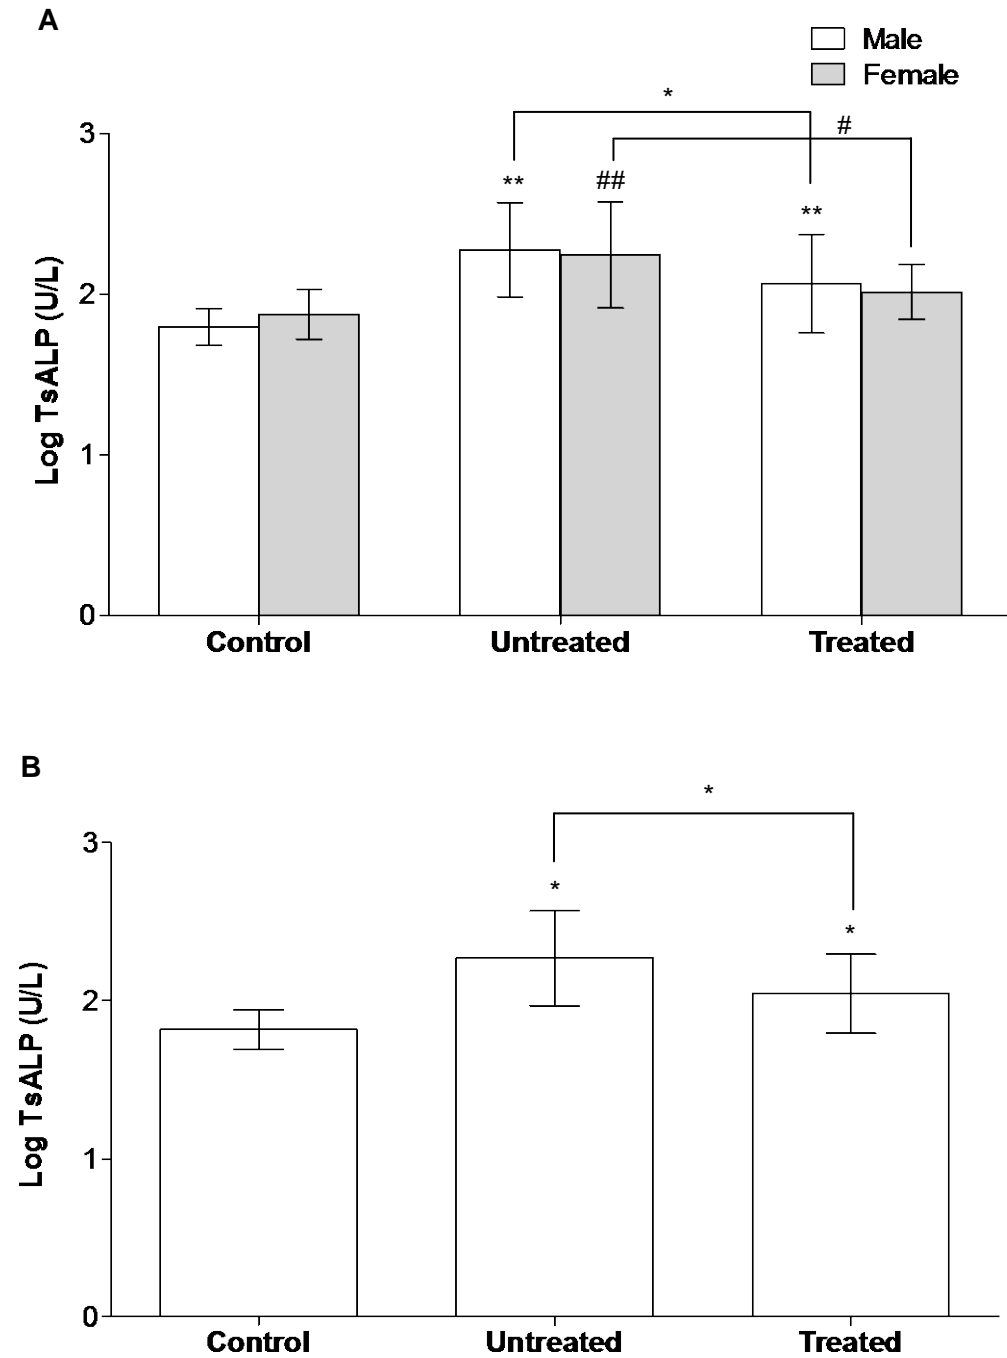 A
Male
Female
*
#
3
**
##
**
2
Log TsALP (U/L)
1
0
Control Untreated Treated
B
*
3
*
*
2
Log TsALP (U/L)
1
0
Control Untreated Treated